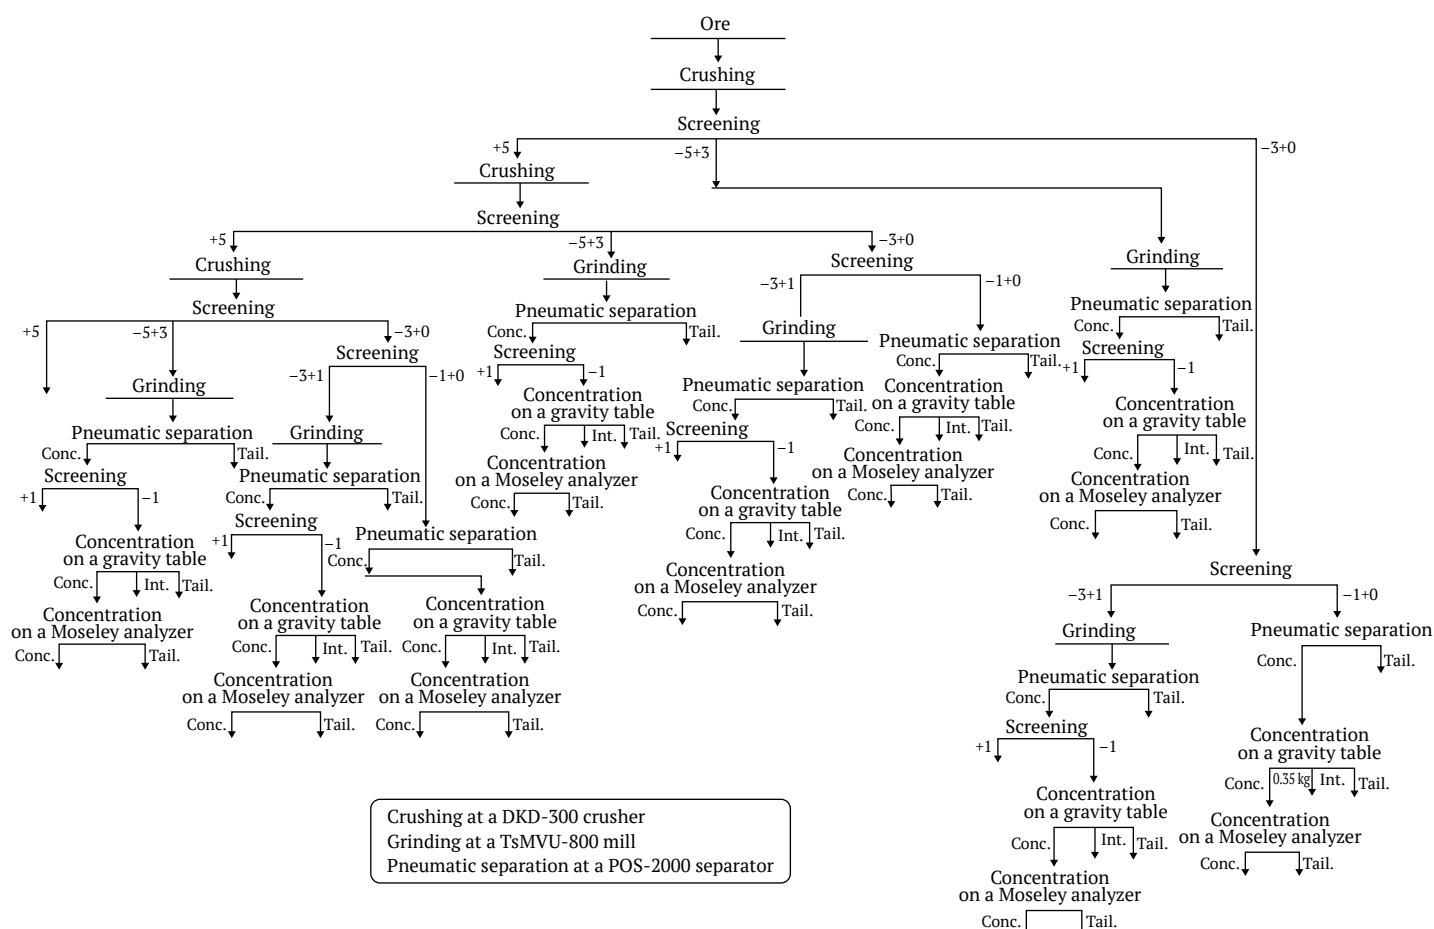 Ore
Crushing
Screening
+5
−5+3
−3+0
Crushing
Screening
+5
−5+3
−3+0
Crushing
Screening
+5
−5+3
−3+0
Grinding
Pneumatic separation
Conc.
Tail.
Screening
+1
−1
Concentration
on a gravity table
Conc.
Int.
Tail.
Concentration
on a Moseley analyzer
Conc.
Tail.
Screening
−3+1
−1+0
Grinding
Pneumatic separation
Conc.
Tail.
Screening
+1
−1
Concentration
on a gravity table
Conc.
Int.
Tail.
Concentration
on a Moseley analyzer
Conc.
Tail.
Pneumatic separation
Conc.
Tail.
Concentration
on a gravity table
Conc.
Int.
Tail.
Concentration
on a Moseley analyzer
Conc.
Tail.
Grinding
Pneumatic separation
Conc.
Tail.
Screening
+1
−1
Concentration
on a gravity table
Conc.
Int.
Tail.
Concentration
on a Moseley analyzer
Conc.
Tail.
Screening
−3+1
−1+0
Grinding
Pneumatic separation
Conc.
Tail.
Screening
+1
−1
Concentration
on a gravity table
Conc.
Int.
Tail.
Concentration
on a Moseley analyzer
Conc.
Tail.
Pneumatic separation
Conc.
Tail.
Concentration
on a gravity table
Conc.
Int.
Tail.
Concentration
on a Moseley analyzer
Conc.
Tail.
Grinding
Pneumatic separation
Conc.
Tail.
Screening
+1
−1
Concentration
on a gravity table
Conc.
Int.
Tail.
Concentration
on a Moseley analyzer
Conc.
Tail.
Screening
−3+1
−1+0
Grinding
Pneumatic separation
Conc.
Tail.
Screening
+1
−1
Concentration
on a gravity table
Conc.
Int.
Tail.
Concentration
on a Moseley analyzer
Conc.
Tail.
Pneumatic separation
Conc.
Tail.
Concentration
on a gravity table
Conc.
0.35 kg
Int.
Tail.
Concentration
on a Moseley analyzer
Conc.
Tail.
Crushing at a DKD-300 crusher
Grinding at a TsMVU-800 mill
Pneumatic separation at a POS-2000 separator